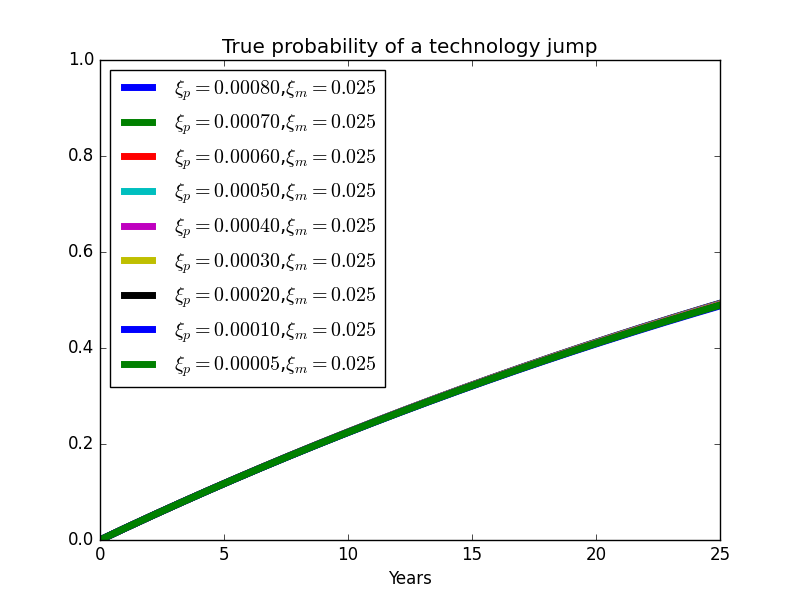 True probability of a technology jump
1.0
0.8
0.6
0.4
0.2
0.0
ξp = 0.00080,ξm = 0.025
ξp = 0.00070,ξm = 0.025
ξp = 0.00060,ξm = 0.025
ξp = 0.00050,ξm = 0.025
ξp = 0.00040,ξm = 0.025
ξp = 0.00030,ξm = 0.025
ξp = 0.00020,ξm = 0.025
ξp = 0.00010,ξm = 0.025
ξp = 0.00005,ξm = 0.025
0 5 10 15 20 25
Years